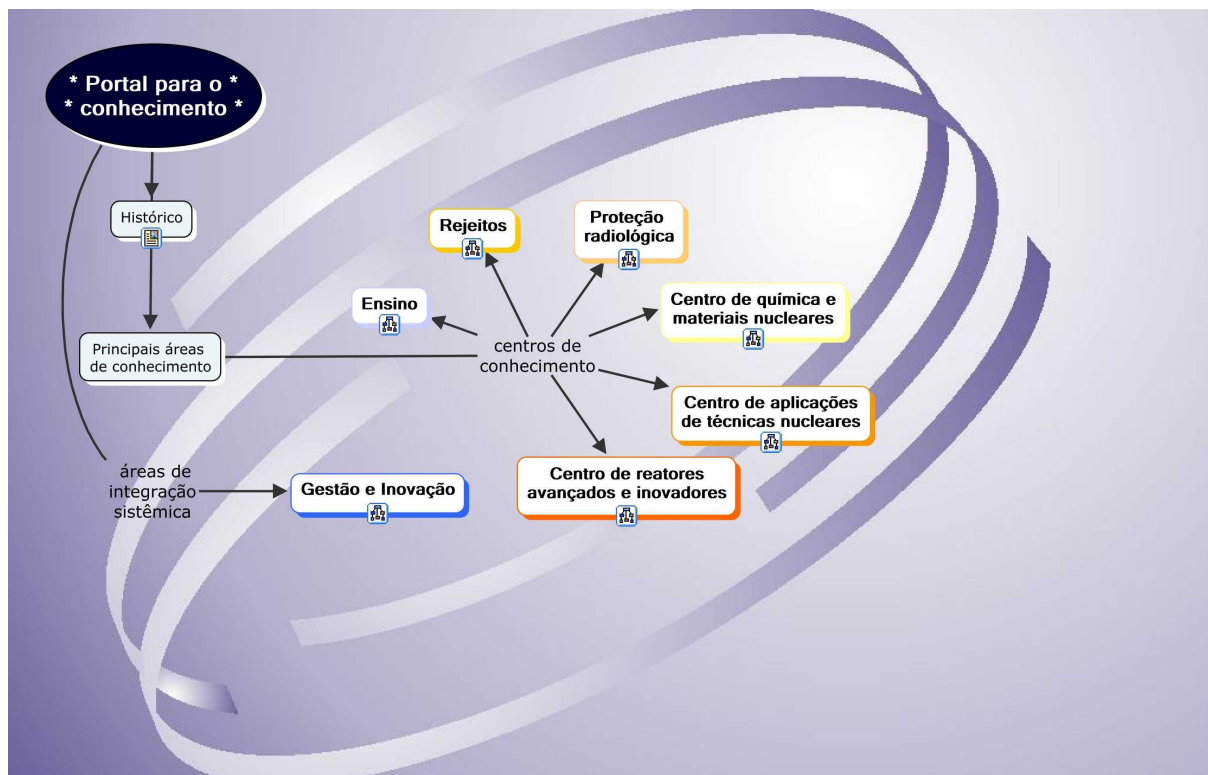 * Portal para o *
* conhecimento *
Histórico
Principais áreas
de conhecimento
centros de
conhecimento
Rejeitos
Proteção
radiológica
Ensino
Centro de química e
materiais nucleares
Centro de aplicações
de técnicas nucleares
Centro de reatores
avançados e inovadores
áreas de
integração
sistêmica
Gestão e Inovação